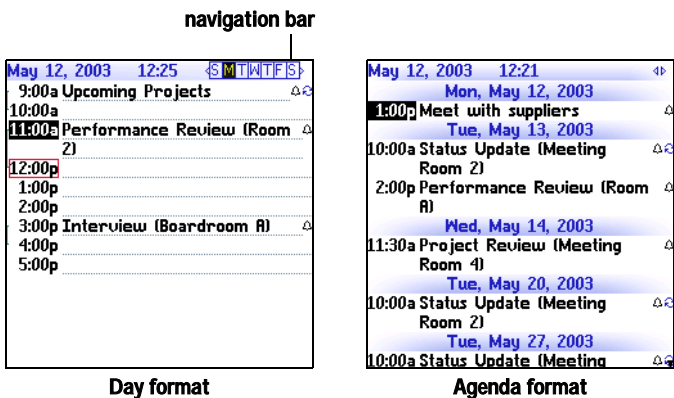 navigation bar
May 12, 2003 12:25 S M T W T F S
9:00a Upcoming Projects
10:00a
11:00a Performance Review (Room
2)
12:00p
1:00p
2:00p
3:00p Interview (Boardroom A)
4:00p
5:00p
Day format
May 12, 2003 12:21
Mon, May 12, 2003
1:00p Meet with suppliers
Tue, May 13, 2003
10:00a Status Update (Meeting
Room 2)
2:00p Performance Review (Room
A)
Wed, May 14, 2003
11:30a Project Review (Meeting
Room 4)
Tue, May 20, 2003
10:00a Status Update (Meeting
Room 2)
Tue, May 27, 2003
10:00a Status Update (Meeting
Agenda format